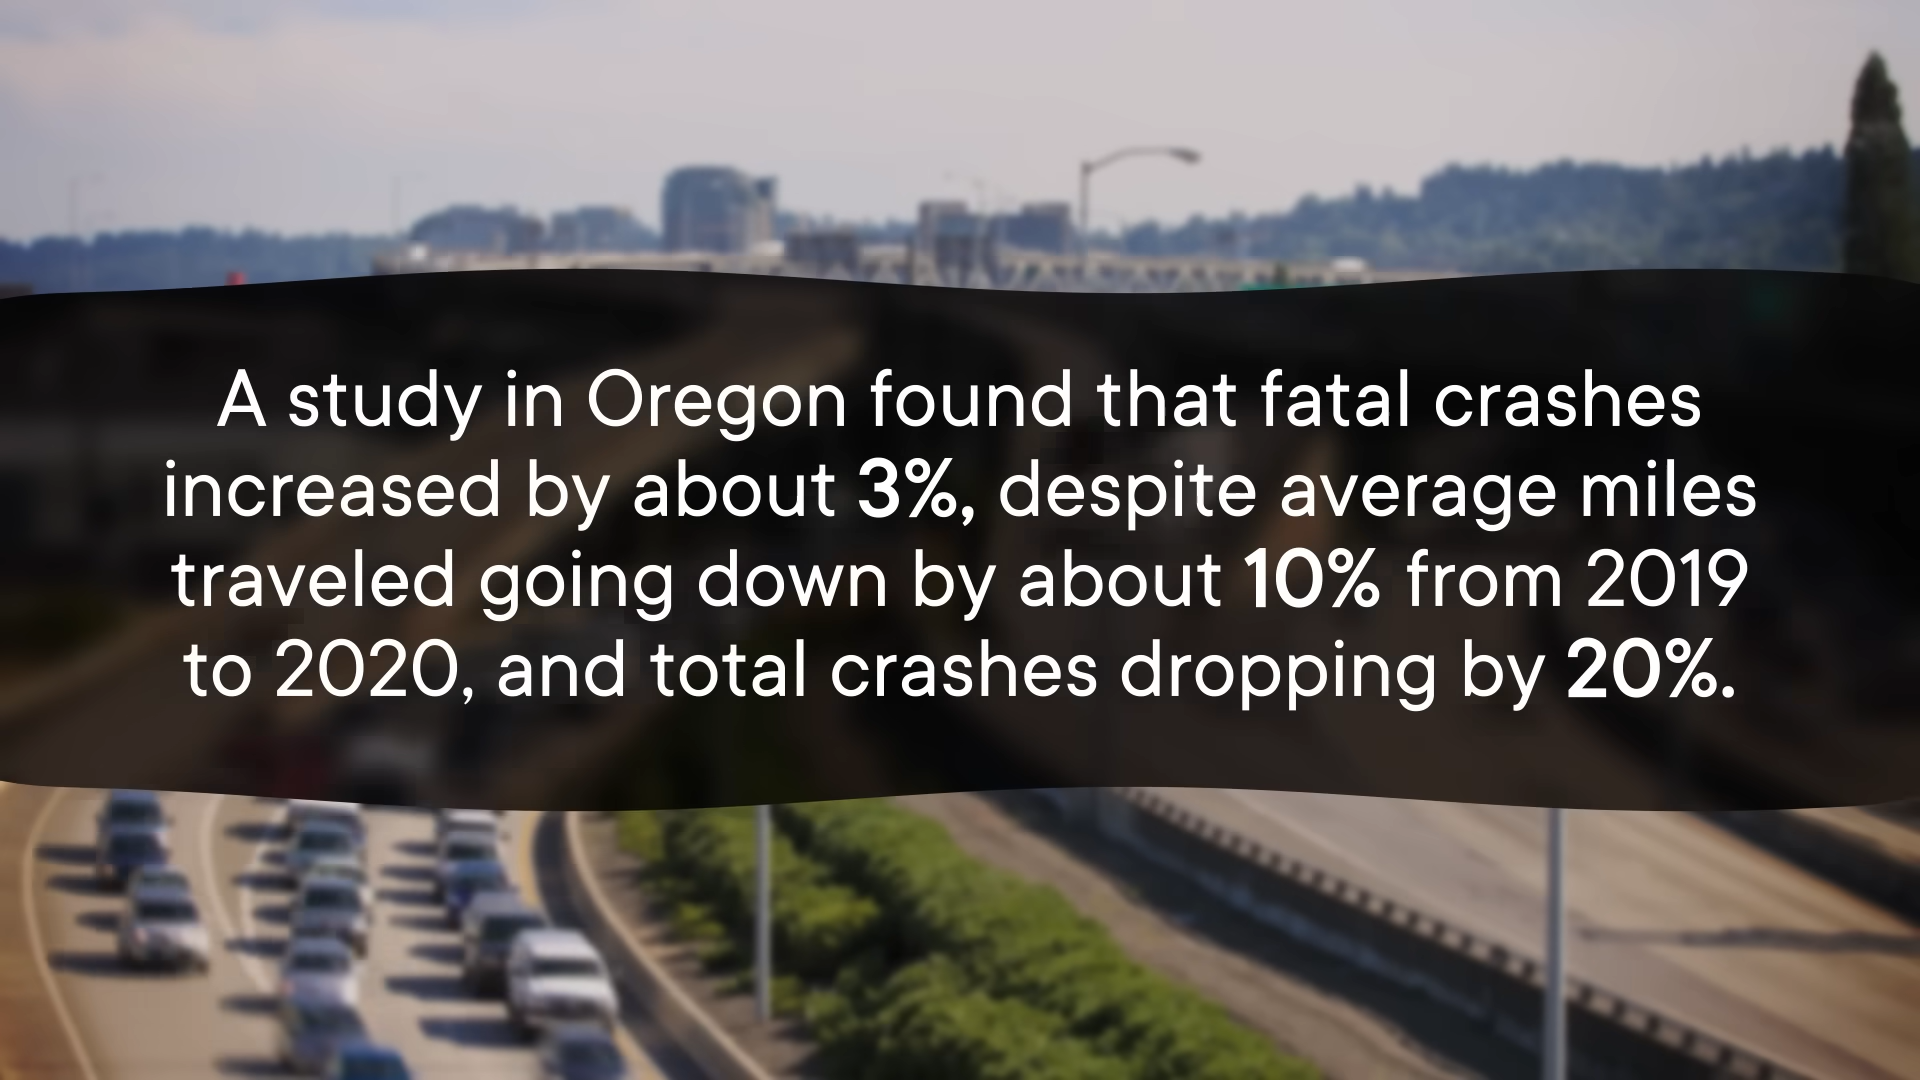 A study in Oregon found that fatal crashes
increased by about 3%, despite average miles
traveled going down by about 10% from 2019
to 2020, and total crashes dropping by 20%.